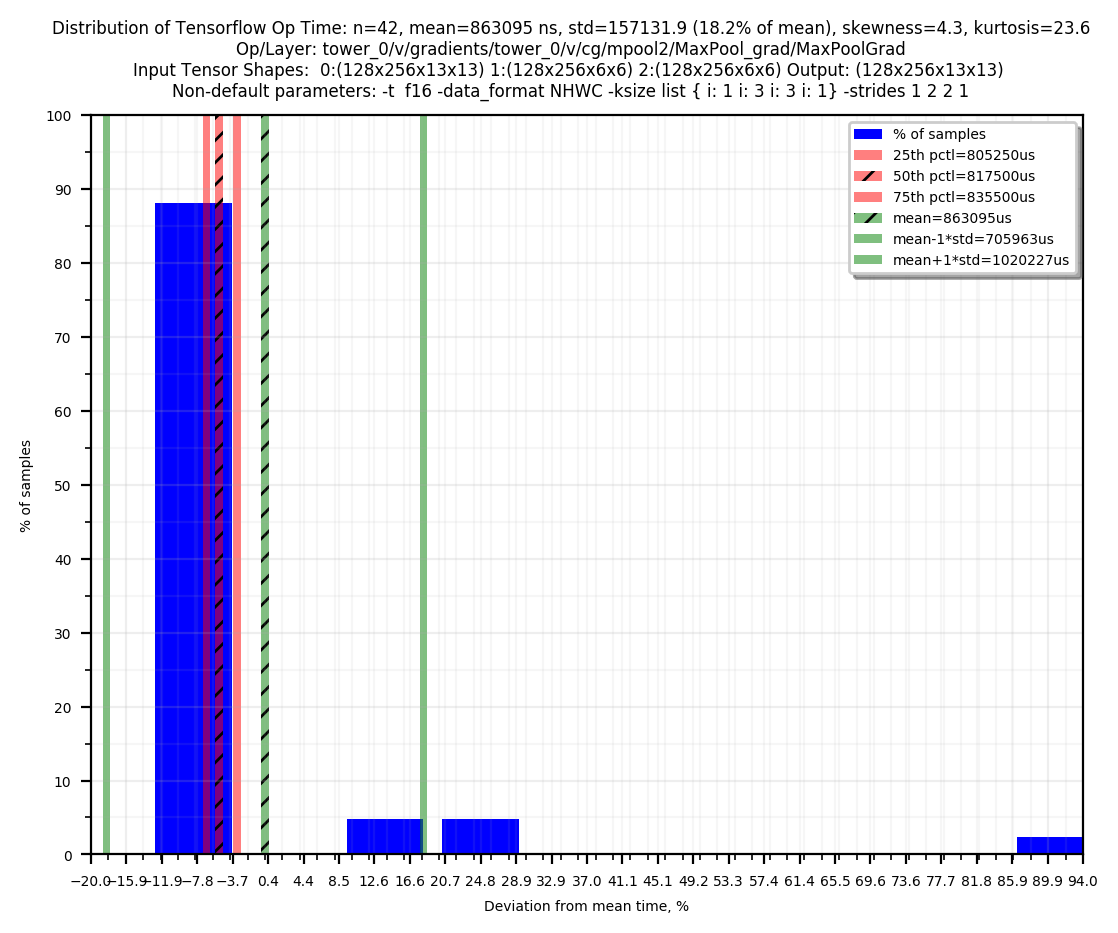 Distribution of Tensorflow Op Time: n=42, mean=863095 ns, std=157131.9 (18.2% of mean), skewness=4.3, kurtosis=23.6
Op/Layer: tower_0/v/gradients/tower_0/v/cg/mpool2/MaxPool_grad/MaxPoolGrad
Input Tensor Shapes:  0:(128x256x13x13) 1:(128x256x6x6) 2:(128x256x6x6) Output: (128x256x13x13)
Non-default parameters: -t  f16 -data_format NHWC -ksize list { i: 1 i: 3 i: 3 i: 1} -strides 1 2 2 1
% of samples
25th pctl=805250us
50th pctl=817500us
75th pctl=835500us
mean=863095us
mean-1*std=705963us
mean+1*std=1020227us
% of samples
100
90
80
70
60
50
40
30
20
10
0
−20.0 −15.9 −11.9 −7.8 −3.7 0.4 4.4 8.5 12.6 16.6 20.7 24.8 28.9 32.9 37.0 41.1 45.1 49.2 53.3 57.4 61.4 65.5 69.6 73.6 77.7 81.8 85.9 89.9 94.0
Deviation from mean time, %